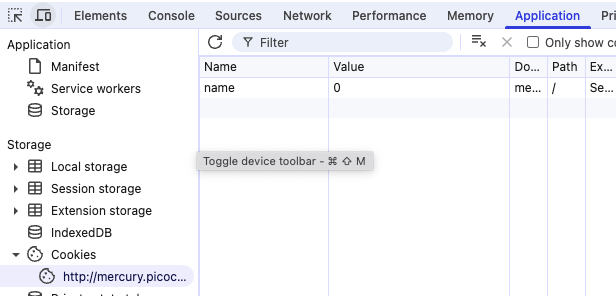 Elements Console Sources Network Performance Memory Application Pri
Application
Manifest
Service workers
Storage
Storage
Local storage
Session storage
Extension storage
IndexedDB
Cookies
http://mercury.picoc...
Filter
Only show co
Name Value Do... Path Ex...
name 0 me... / Se...
Toggle device toolbar - ⌘ ⇧ M